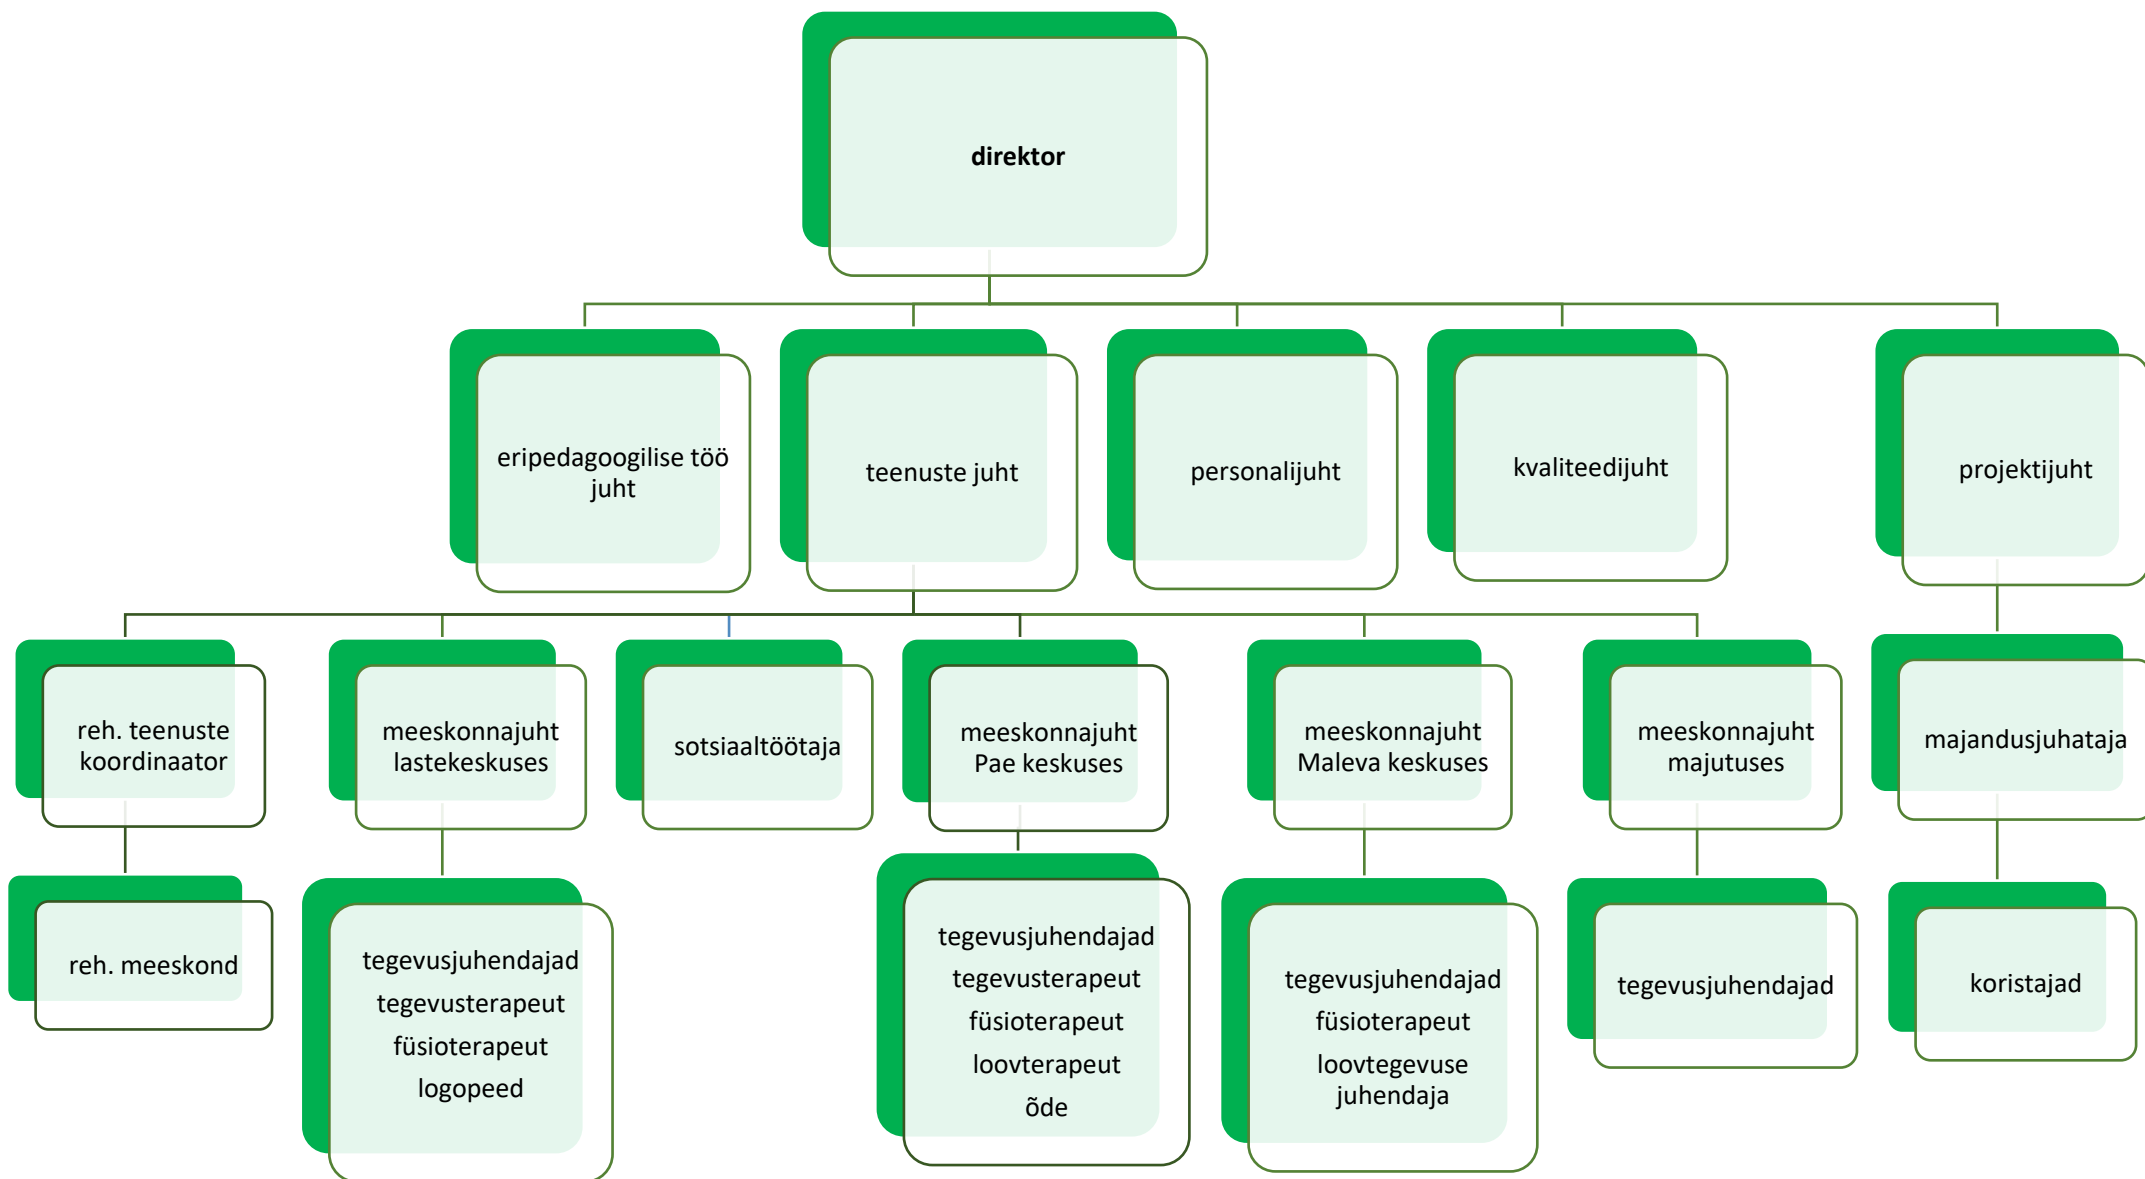 direktor
eripedagoogilise töö
juht
teenuste juht
personalijuht
kvaliteedijuht
projektijuht
reh. teenuste
koordinaator
meeskonnajuht
lastekeskuses
sotsiaaltöötaja
meeskonnajuht
Pae keskuses
meeskonnajuht
Maleva keskuses
meeskonnajuht
majutuses
majandusjuhataja
reh. meeskond
tegevusjuhendajad
tegevusterapeut
füsioterapeut
logopeed
tegevusjuhendajad
tegevusterapeut
füsioterapeut
loovterapeut
õde
tegevusjuhendajad
füsioterapeut
loovtegevuse
juhendaja
tegevusjuhendajad
koristajad